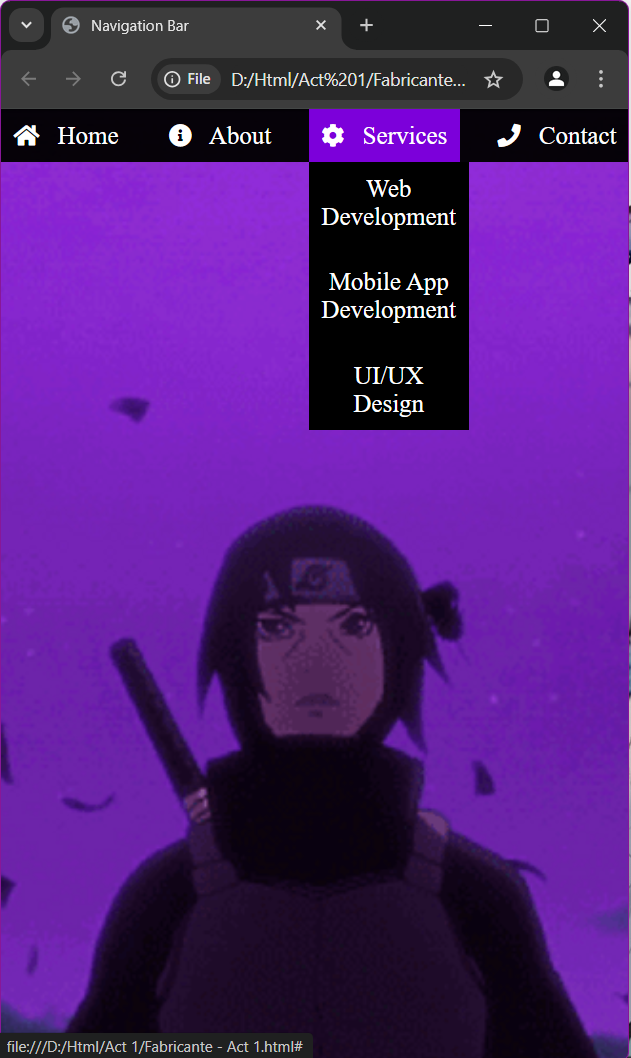 Navigation Bar
File D:/Html/Act%201/Fabricante...
Home About Services Contact
Web
Development
Mobile App
Development
UI/UX
Design
file:///D:/Html/Act 1/Fabricante - Act 1.html#